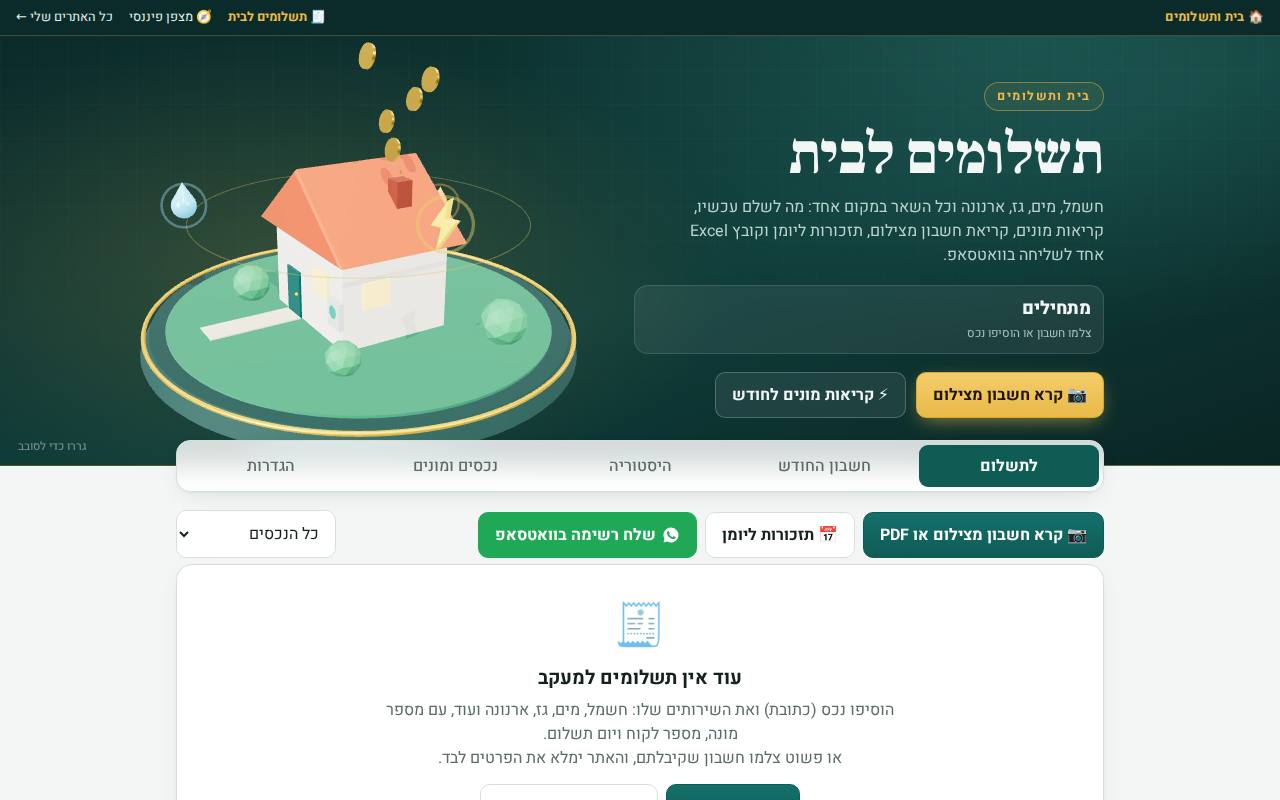 🏠 בית ותשלומים
🧾 תשלומים לבית
🧭 מצפן פיננסי
כל האתרים שלי ←
בית ותשלומים
תשלומים לבית
חשמל, מים, גז, ארנונה וכל השאר במקום אחד: מה לשלם עכשיו,
קריאות מונים, קריאת חשבון מצילום, תזכורות ליומן וקובץ Excel
אחד לשליחה בוואטסאפ.
מתחילים
צלמו חשבון או הוסיפו נכס
📷 קרא חשבון מצילום
⚡ קריאות מונים לחודש
גררו כדי לסובב
לתשלום
חשבון החודש
היסטוריה
נכסים ומונים
הגדרות
📷 קרא חשבון מצילום או PDF
📅 תזכורות ליומן
שלח רשימה בוואטסאפ
כל הנכסים
עוד אין תשלומים למעקב
הוסיפו נכס (כתובת) ואת השירותים שלו: חשמל, מים, גז, ארנונה ועוד, עם מספר
מונה, מספר לקוח ויום תשלום.
או פשוט צלמו חשבון שקיבלתם, והאתר ימלא את הפרטים לבד.